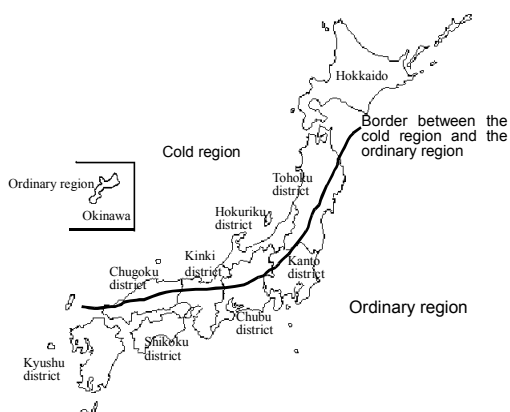 Hokkaido
Border between the
cold region and the
ordinary region
Cold region
Ordinary region
Okinawa
Tohoku
district
Hokuriku
district
Kinki
district
Kanto
district
Chugoku
district
Ordinary region
Chubu
district
Shikoku
district
Kyushu
district